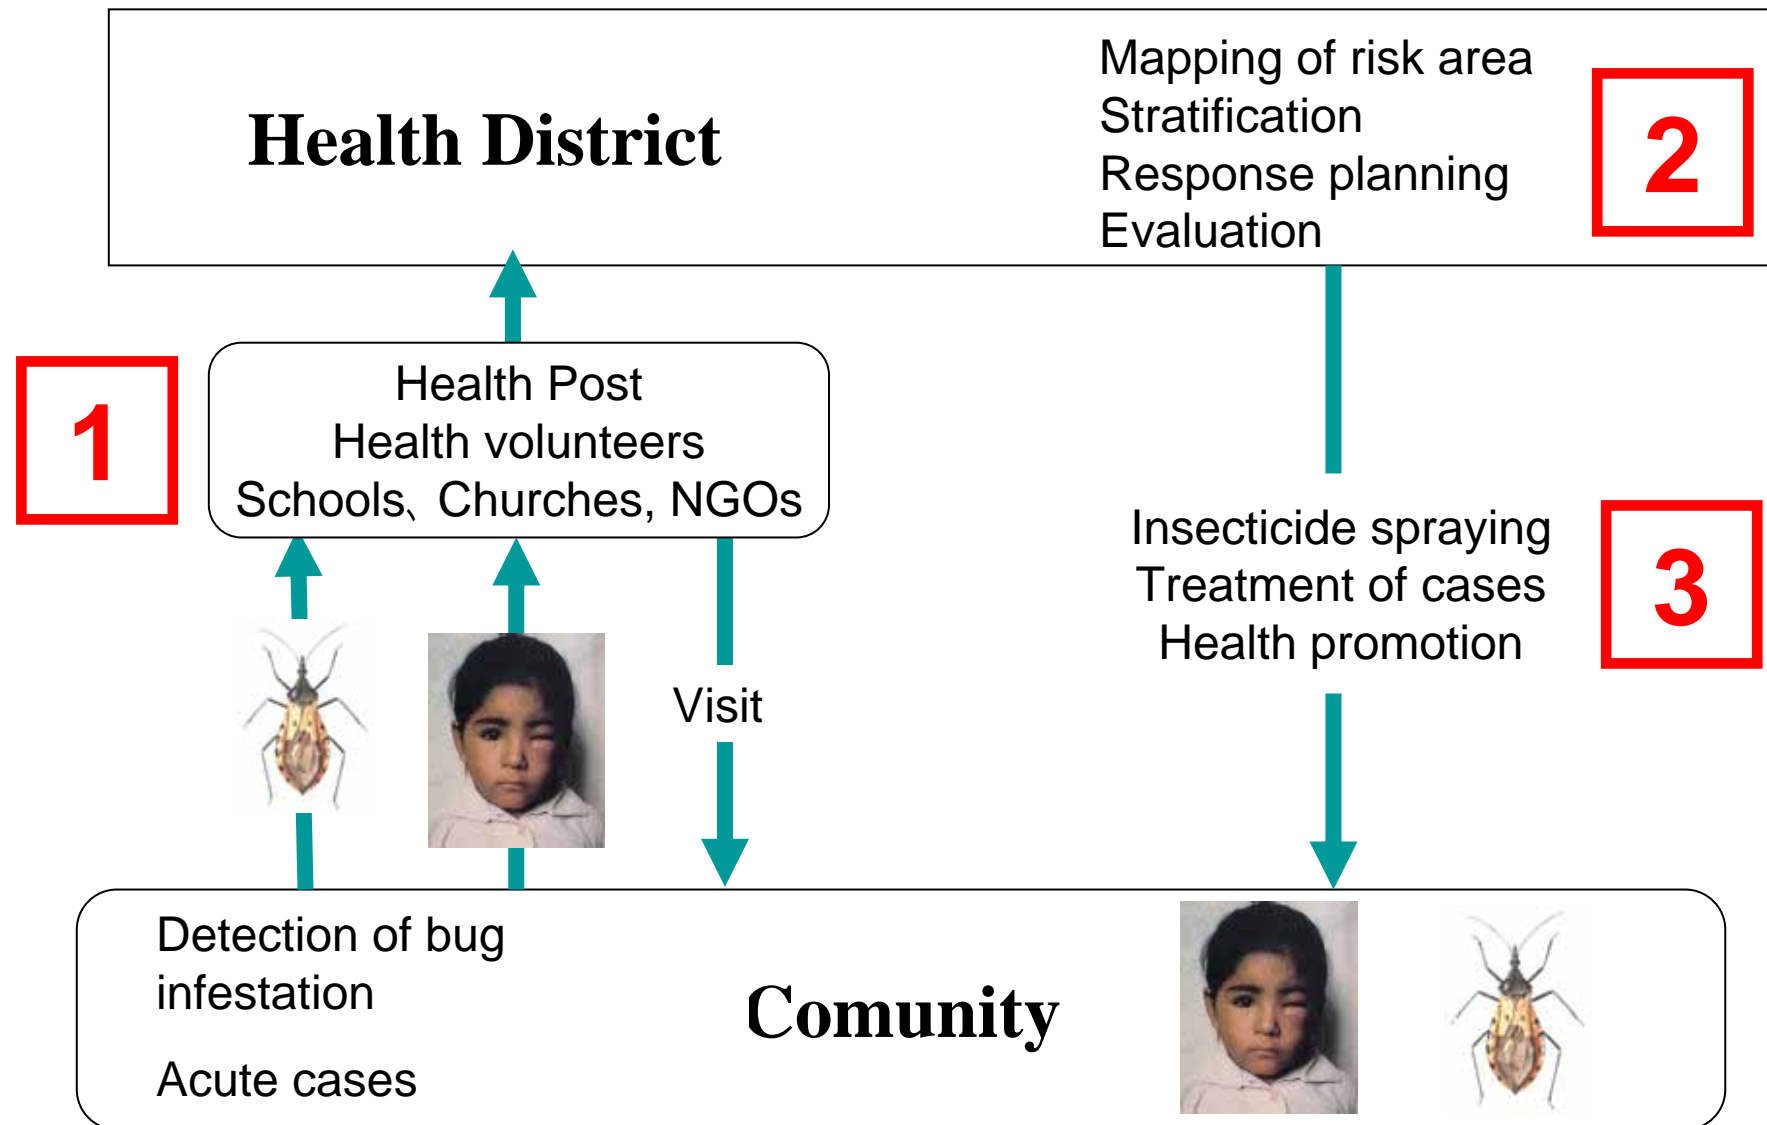 Health District
Mapping of risk area
Stratification
Response planning
Evaluation
2
1
Health Post
Health volunteers
Schools、Churches, NGOs
Visit
Insecticide spraying
Treatment of cases
Health promotion
3
Detection of bug
infestation
Acute cases
Comunity